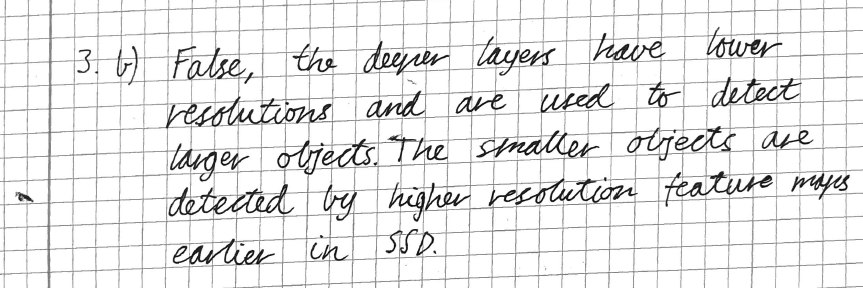 3. b) False, the deeper layers have lower
resolutions and are used to detect
larger objects. The smaller objects are
detected by higher resolution feature maps
earlier in SSD.